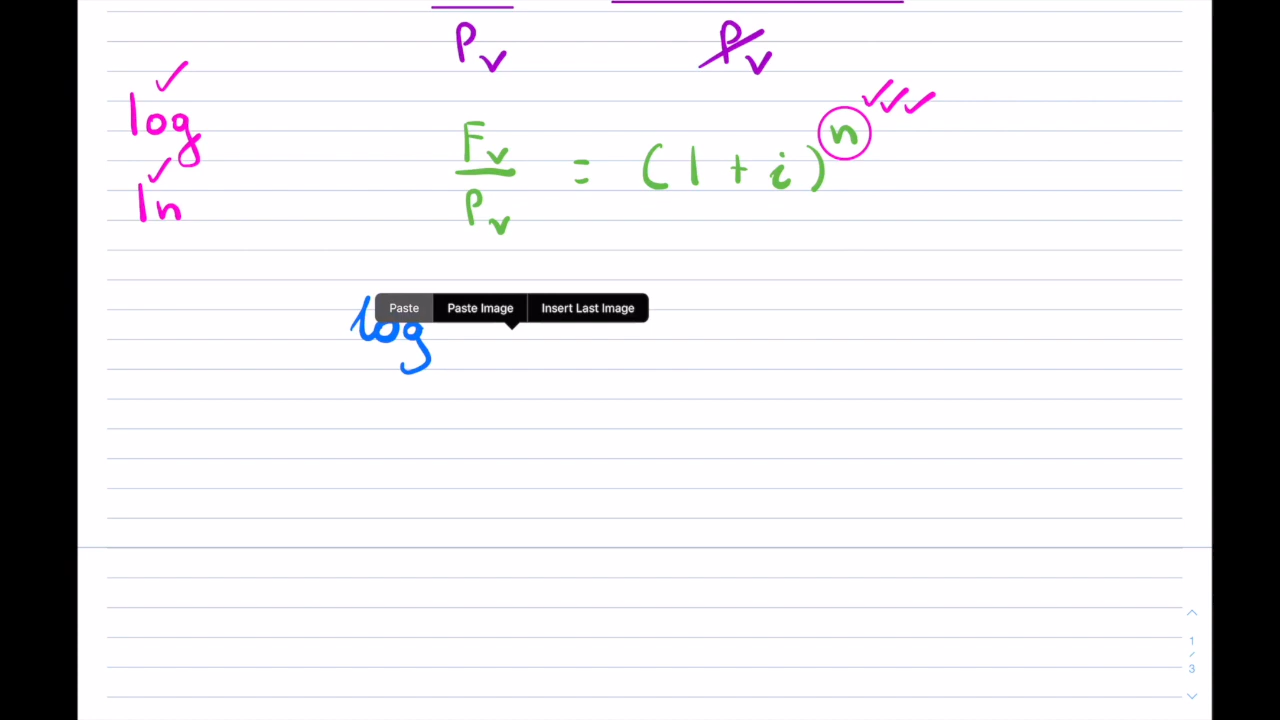 Pv Pv
log
Fv/Pv = (1 + i)^n
ln
log
Paste Paste Image Insert Last Image
1
/
3